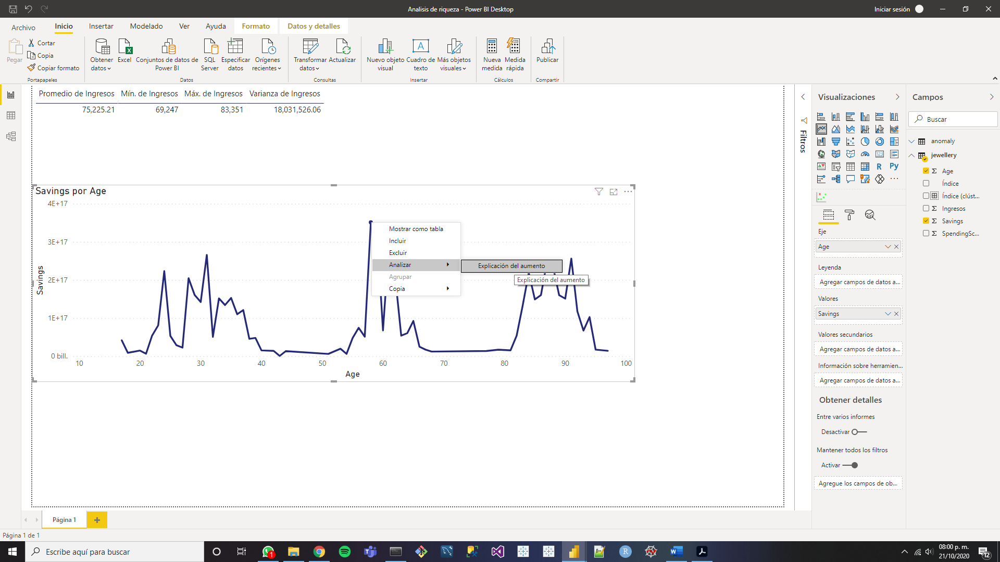 Analisis de riqueza - Power BI Desktop
Iniciar sesión
Archivo
Inicio
Insertar
Modelado
Ver
Ayuda
Formato
Datos y detalles
Pegar
Cortar
Copia
Copiar formato
Portapapeles
Obtener
datos
Excel
Conjuntos de datos de
Power BI
SQL
Server
Especificar
datos
Orígenes
recientes
Datos
Transformar
datos
Actualizar
Consultas
Nuevo objeto
visual
Cuadro de
texto
Más objetos
visuales
Insertar
Nueva
medida
Medida
rápida
Cálculos
Publicar
Compartir
Promedio de Ingresos Mín. de Ingresos Máx. de Ingresos Varianza de Ingresos
75,225.21 69,247 83,351 18,031,526.06
Savings por Age
4E+17
3E+17
2E+17
1E+17
0 bill.
Savings
10 20 30 40 50 60 70 80 90 100
Age
Mostrar como tabla
Incluir
Excluir
Analizar
Agrupar
Copia
Explicación del aumento
Explicación del aumento
Filtros
Visualizaciones
123
R
Py
Eje
Age
Leyenda
Agregar campos de datos a...
Valores
Savings
Valores secundarios
Agregar campos de datos a...
Información sobre herramien...
Agregar campos de datos a...
Obtener detalles
Entre varios informes
Desactivar
Mantener todos los filtros
Activar
Agregue los campos de ob...
Campos
Buscar
anomaly
jewellery
Age
Índice
Índice (clúst...
Ingresos
Savings
SpendingSc...
Página 1
Página 1 de 1
Escribe aquí para buscar
1
R
08:00 p. m.
21/10/2020
12